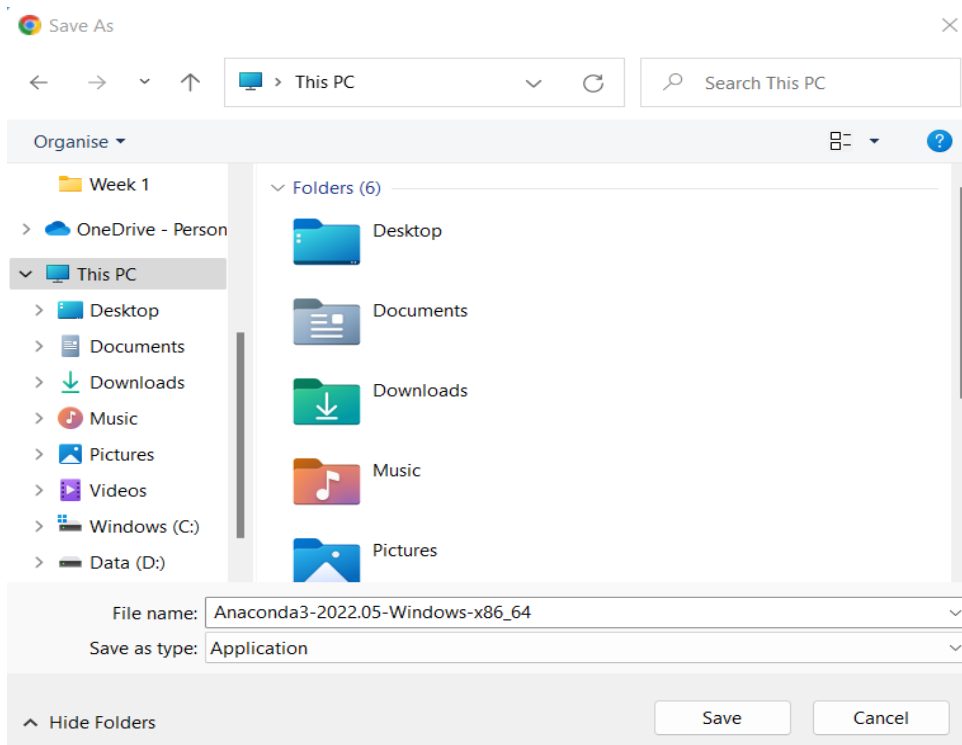 Save As
This PC
Search This PC
Organise
?
Week 1
OneDrive - Person
This PC
Desktop
Documents
Downloads
Music
Pictures
Videos
Windows (C:)
Data (D:)
Folders (6)
Desktop
Documents
Downloads
Music
Pictures
File name: Anaconda3-2022.05-Windows-x86_64
Save as type: Application
Hide Folders
Save
Cancel